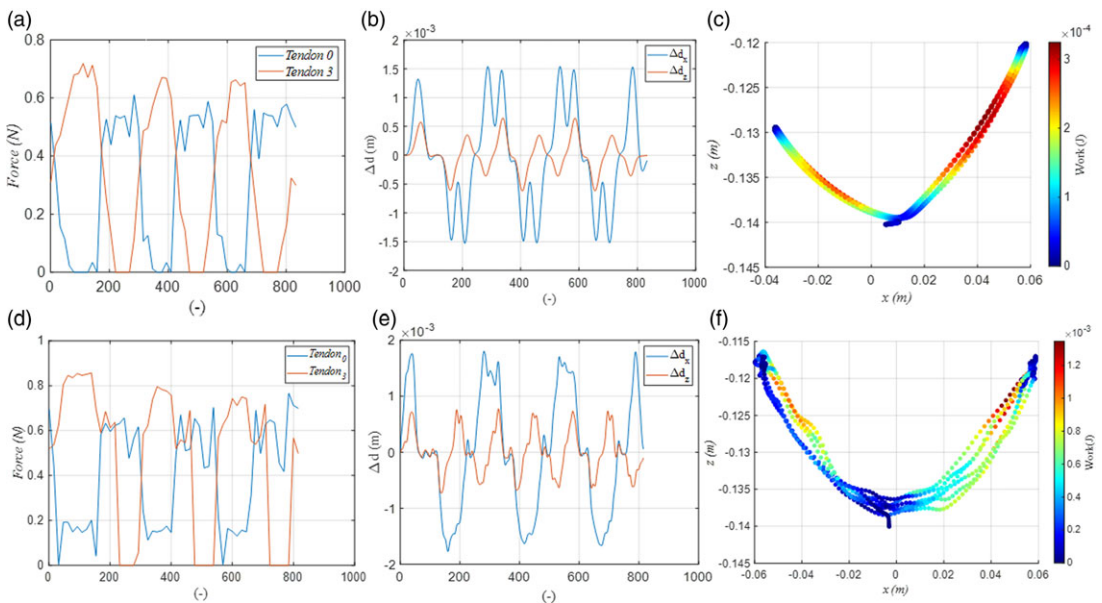 (a)
0.8
0.6
0.4
0.2
0
Force (N)
Tendon 0
Tendon 3
0 200 400 600 800 1000
(-)
(b)
×10⁻³
2
1.5
1
0.5
0
-0.5
-1
-1.5
-2
Δ d (m)
Δdₓ
Δd_z
0 200 400 600 800 1000
(-)
(c)
-0.12
-0.125
-0.13
-0.135
-0.14
-0.145
z (m)
-0.04 -0.02 0 0.02 0.04 0.06
x (m)
×10⁻⁴
3
2
1
0
Work(J)
(d)
1
0.8
0.6
0.4
0.2
0
Force (N)
Tendon₀
Tendon₃
0 200 400 600 800 1000
(-)
(e)
×10⁻³
2
1
0
-1
-2
Δ d (m)
Δdₓ
Δd_z
0 200 400 600 800 1000
(-)
(f)
-0.115
-0.12
-0.125
-0.13
-0.135
-0.14
-0.145
z (m)
-0.06 -0.04 -0.02 0 0.02 0.04 0.06
x (m)
×10⁻³
1.2
1
0.8
0.6
0.4
0.2
0
Work(J)